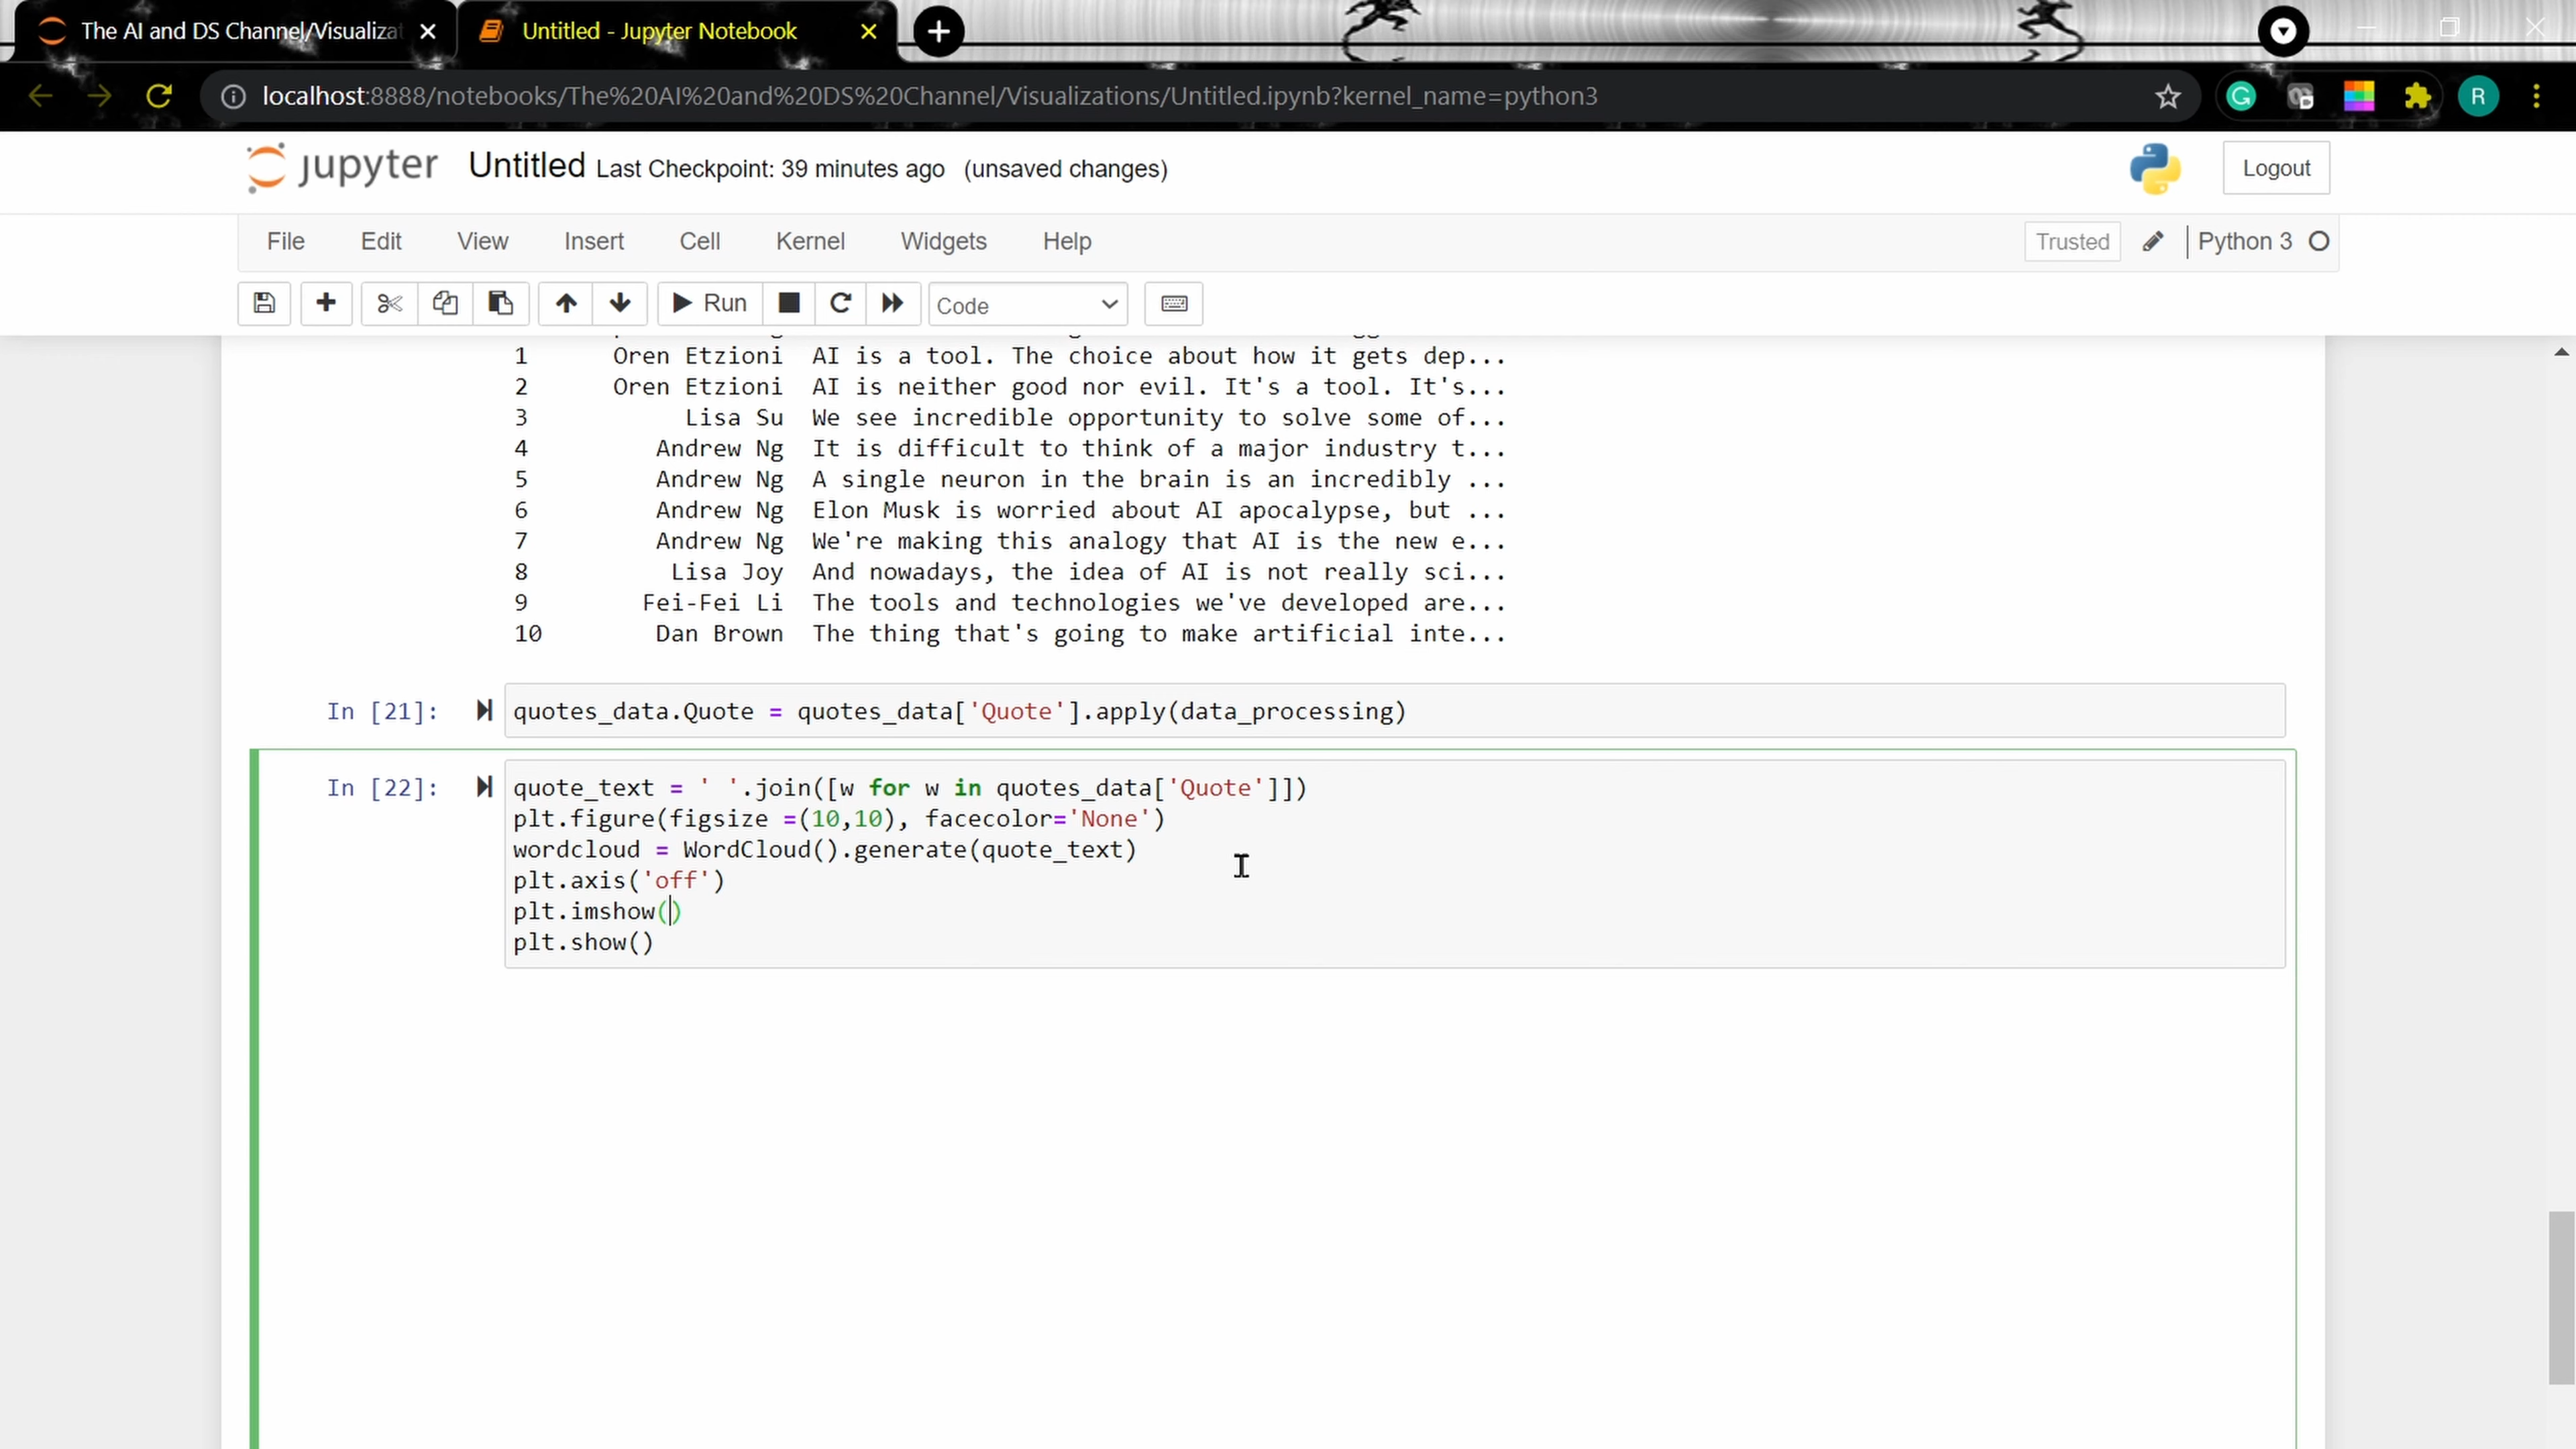 The AI and DS Channel/Visualizat
Untitled - Jupyter Notebook
localhost:8888/notebooks/The%20AI%20and%20DS%20Channel/Visualizations/Untitled.ipynb?kernel_name=python3
R
jupyter Untitled Last Checkpoint: 39 minutes ago (unsaved changes)
Logout
File Edit View Insert Cell Kernel Widgets Help
Trusted Python 3
Run Code
1 Oren Etzioni AI is a tool. The choice about how it gets dep...
2 Oren Etzioni AI is neither good nor evil. It's a tool. It's...
3 Lisa Su We see incredible opportunity to solve some of...
4 Andrew Ng It is difficult to think of a major industry t...
5 Andrew Ng A single neuron in the brain is an incredibly ...
6 Andrew Ng Elon Musk is worried about AI apocalypse, but ...
7 Andrew Ng We're making this analogy that AI is the new e...
8 Lisa Joy And nowadays, the idea of AI is not really sci...
9 Fei-Fei Li The tools and technologies we've developed are...
10 Dan Brown The thing that's going to make artificial inte...
In [21]: quotes_data.Quote = quotes_data['Quote'].apply(data_processing)
In [22]: quote_text = ' '.join([w for w in quotes_data['Quote']])
plt.figure(figsize =(10,10), facecolor='None')
wordcloud = WordCloud().generate(quote_text)
plt.axis('off')
plt.imshow()
plt.show()